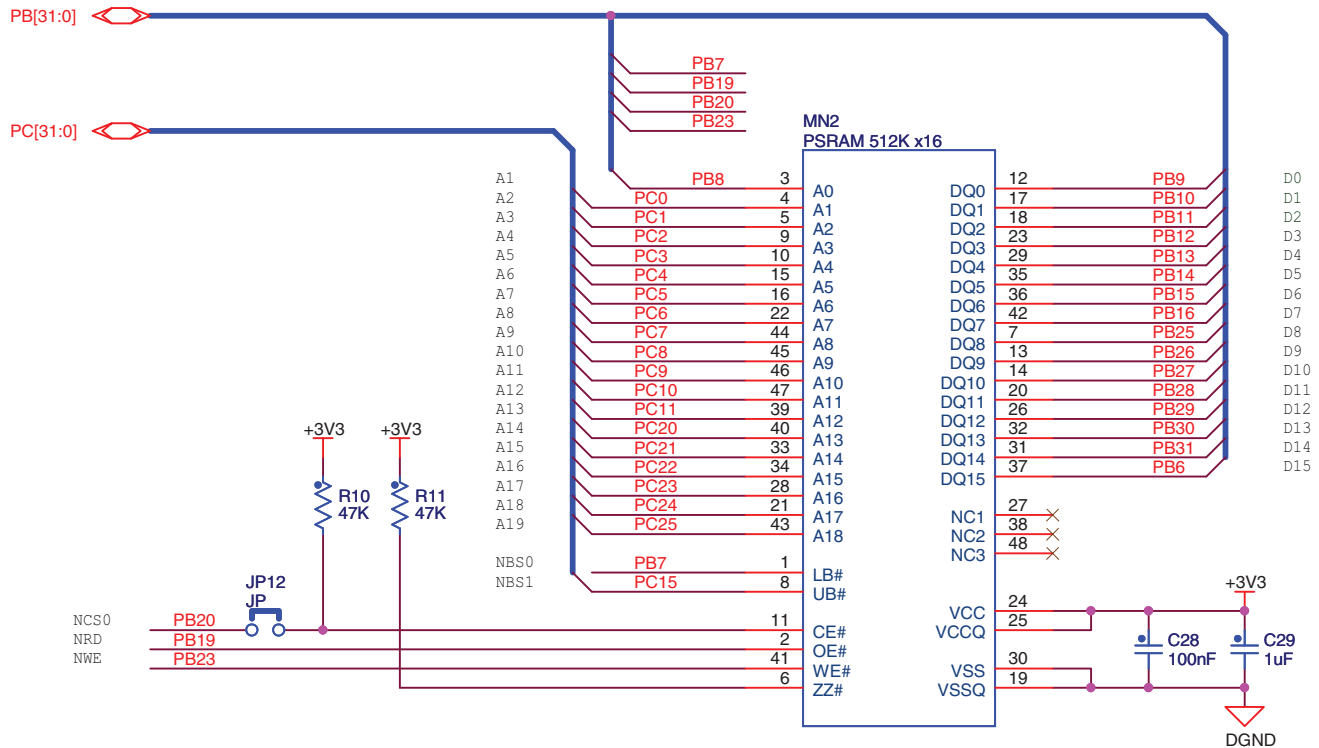 PB[31:0]
PB7
PB19
PB20
PB23
PC[31:0]
MN2
PSRAM 512K x16
A1 PB8 3 A0 DQ0 12 PB9 D0
A2 PC0 4 A1 DQ1 17 PB10 D1
A3 PC1 5 A2 DQ2 18 PB11 D2
A4 PC2 9 A3 DQ3 23 PB12 D3
A5 PC3 10 A4 DQ4 29 PB13 D4
A6 PC4 15 A5 DQ5 35 PB14 D5
A7 PC5 16 A6 DQ6 36 PB15 D6
A8 PC6 22 A7 DQ7 42 PB16 D7
A9 PC7 44 A8 DQ8 7 PB25 D8
A10 PC8 45 A9 DQ9 13 PB26 D9
A11 PC9 46 A10 DQ10 14 PB27 D10
A12 PC10 47 A11 DQ11 20 PB28 D11
A13 PC11 39 A12 DQ12 26 PB29 D12
A14 PC20 40 A13 DQ13 32 PB30 D13
A15 PC21 33 A14 DQ14 31 PB31 D14
A16 PC22 34 A15 DQ15 37 PB6 D15
A17 PC23 28 A16
A18 PC24 21 A17 NC1 27
A19 PC25 43 A18 NC2 38
NC3 48
NBS0 PB7 1 LB#
NBS1 PC15 8 UB#
+3V3 +3V3
R10 R11
47K 47K
JP12
JP
NCS0 PB20 11 CE#
NRD PB19 2 OE#
NWE PB23 41 WE#
6 ZZ#
+3V3
VCC 24
VCCQ 25
VSS 30
VSSQ 19
C28 C29
100nF 1uF
DGND